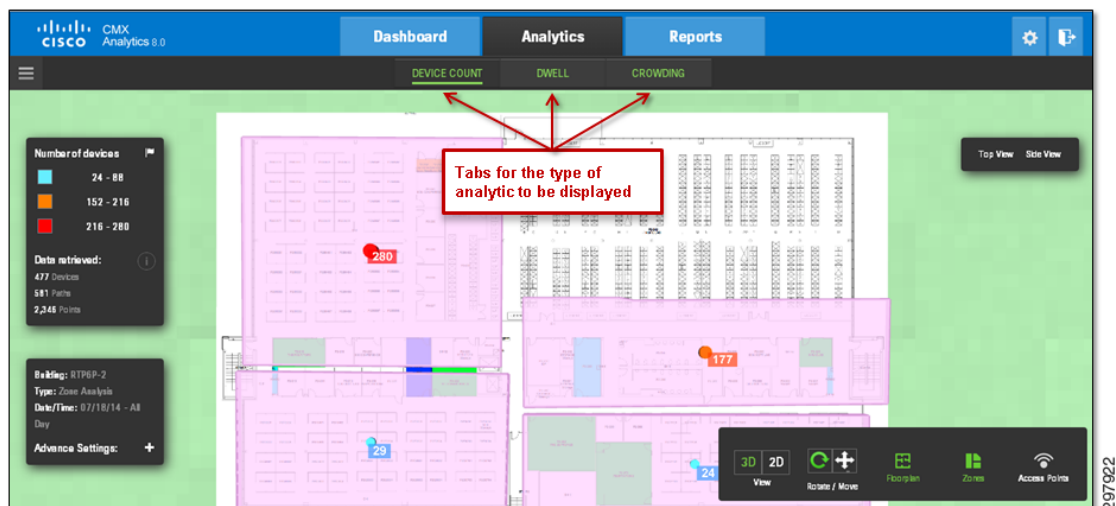 CISCO
CMX
Analytics 8.0
Dashboard
Analytics
Reports
DEVICE COUNT
DWELL
CROWDING
Tabs for the type of
analytic to be displayed
Number of devices
24 - 88
152 - 216
216 - 280
Data retrieved:
477 Devices
581 Paths
2,346 Points
Top View Side View
280
177
29
24
Building: RTP6P-2
Type: Zone Analysis
Date/Time: 07/18/14 - All
Day
Advance Settings: +
3D 2D
View
Rotate / Move
Floorplan
Zones
Access Points
297922